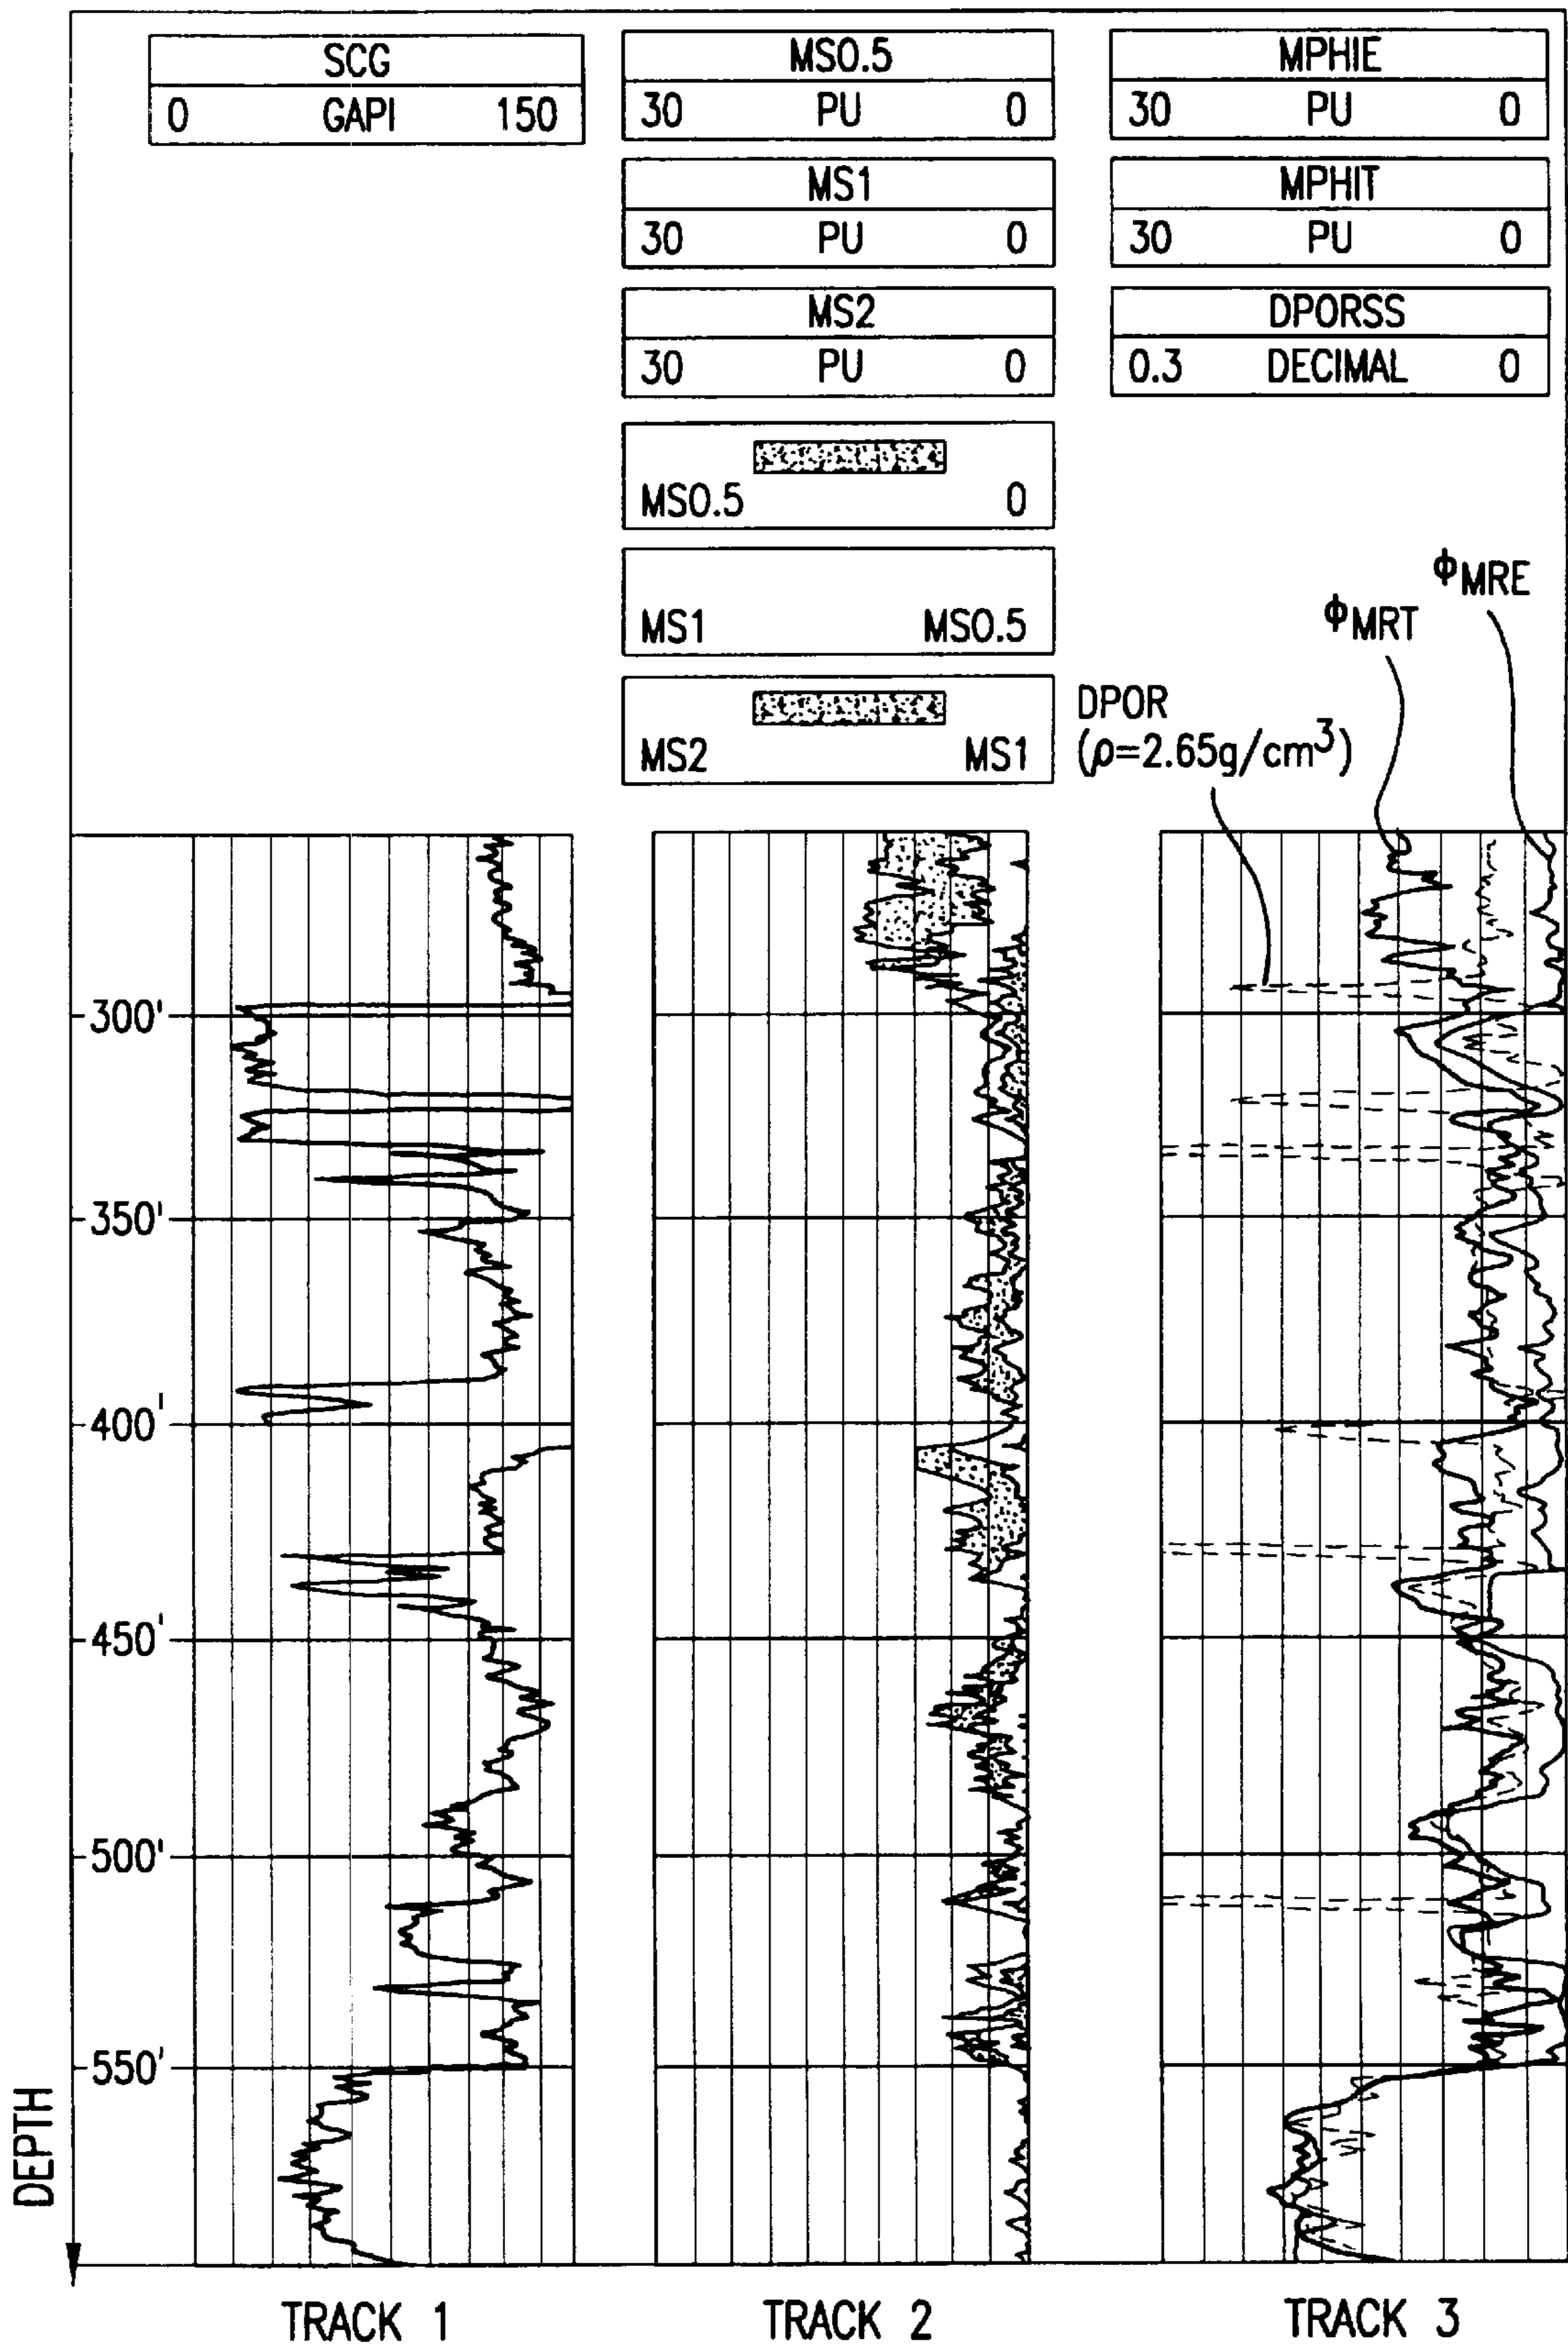 SCG
0 GAPI 150
MS0.5
30 PU 0
MS1
30 PU 0
MS2
30 PU 0
MS0.5 0
MS1 MS0.5
MS2 MS1
MPHIE
30 PU 0
MPHIT
30 PU 0
DPORSS
0.3 DECIMAL 0
ϕMRE
ϕMRT
DPOR
(ρ=2.65g/cm³)
300'
350'
400'
450'
500'
550'
DEPTH
TRACK 1
TRACK 2
TRACK 3